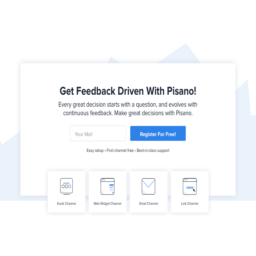 Get Feedback Driven With Pisano!
Every great decision starts with a question, and evolves with
continuous feedback. Make great decisions with Pisano.
Your Mail
Register For Free!
Easy setup • First channel free • Best-in-class support
Kiosk Channel
Web Widget Channel
Email Channel
Link Channel